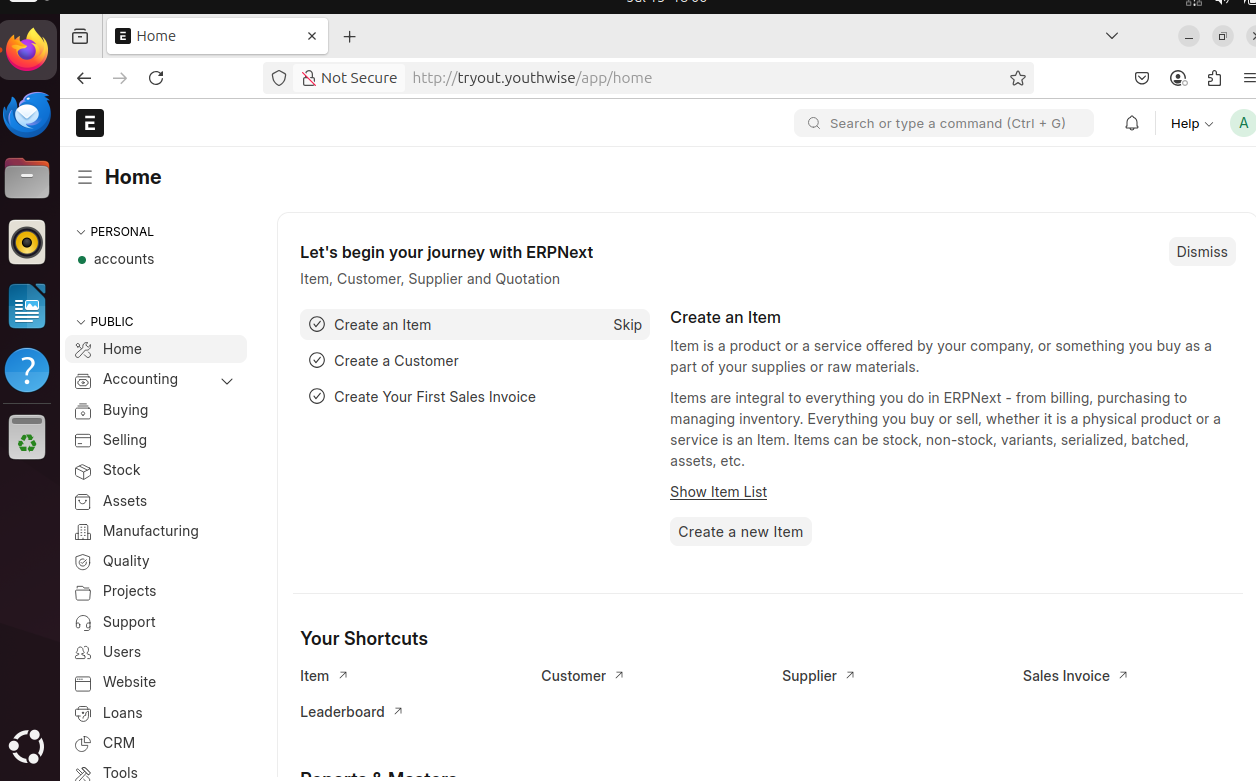 Home
Not Secure
http://tryout.youthwise/app/home
E
Search or type a command (Ctrl + G)
Help
A
Home
PERSONAL
accounts
PUBLIC
Home
Accounting
Buying
Selling
Stock
Assets
Manufacturing
Quality
Projects
Support
Users
Website
Loans
CRM
Tools
Let's begin your journey with ERPNext
Dismiss
Item, Customer, Supplier and Quotation
Create an Item
Skip
Create a Customer
Create Your First Sales Invoice
Create an Item
Item is a product or a service offered by your company, or something you buy as a
part of your supplies or raw materials.
Items are integral to everything you do in ERPNext - from billing, purchasing to
managing inventory. Everything you buy or sell, whether it is a physical product or a
service is an Item. Items can be stock, non-stock, variants, serialized, batched,
assets, etc.
Show Item List
Create a new Item
Your Shortcuts
Item
Customer
Supplier
Sales Invoice
Leaderboard
Reports & Masters